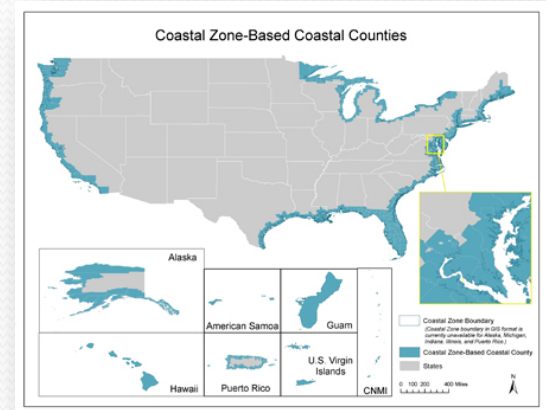 Coastal Zone-Based Coastal Counties
Alaska
American Samoa
Guam
Hawaii
Puerto Rico
U.S. Virgin
Islands
CNMI
Coastal Zone Boundary
(Coastal Zone boundary in GIS format is
currently unavailable for Alaska, Michigan,
Indiana, Illinois, and Puerto Rico.)
Coastal Zone-Based Coastal County
States
0 100 200 400 Miles
N